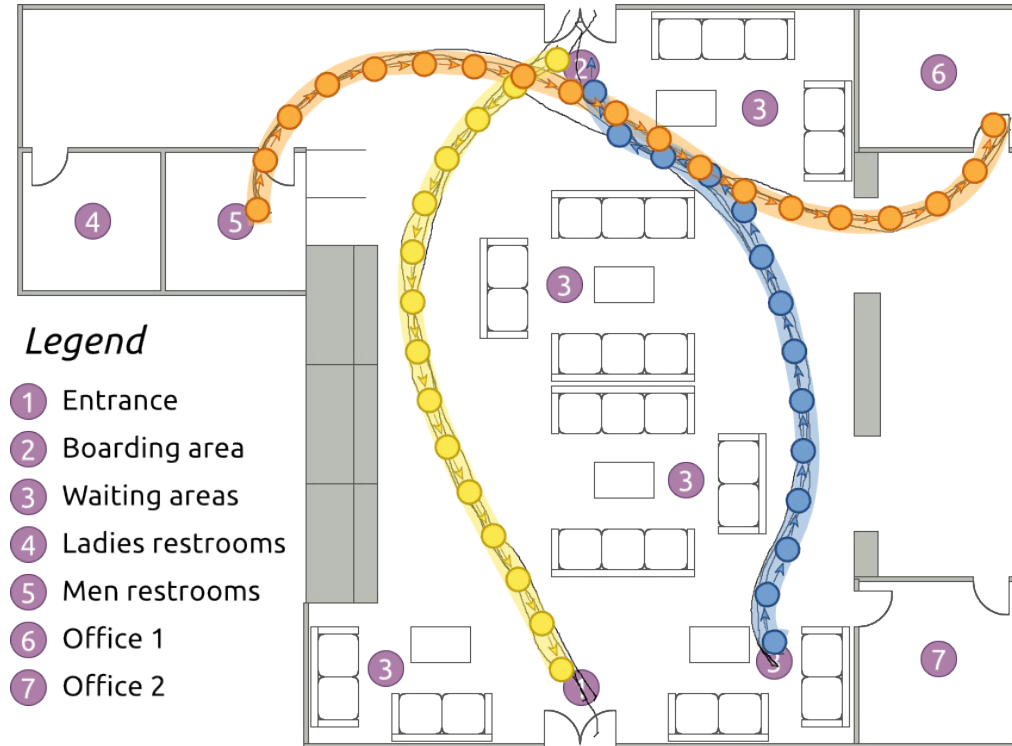 2
3
6
4
5
3
3
3
1
3
7
Legend
1 Entrance
2 Boarding area
3 Waiting areas
4 Ladies restrooms
5 Men restrooms
6 Office 1
7 Office 2